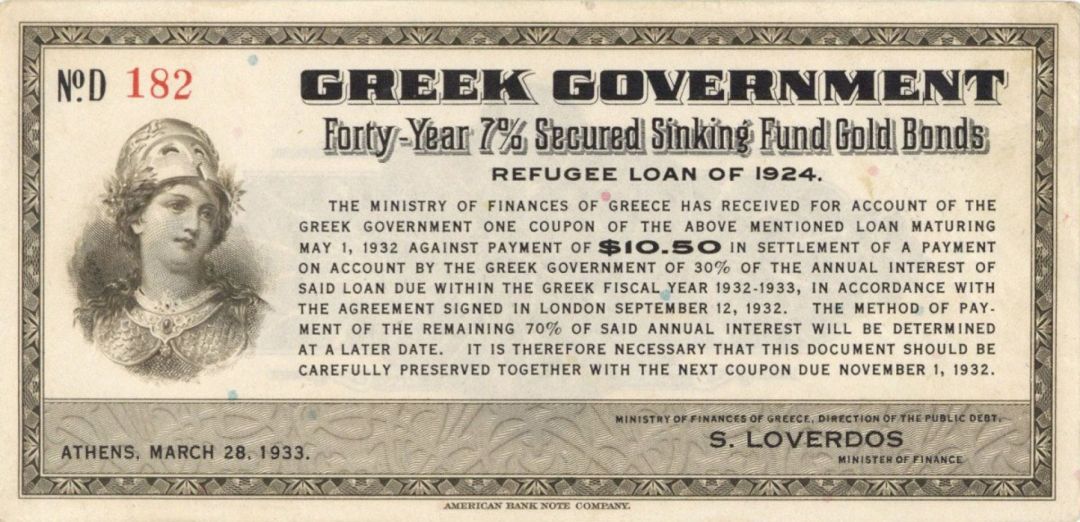 No. D 182
GREEK GOVERNMENT
Forty-Year 7% Secured Sinking Fund Gold Bonds
REFUGEE LOAN OF 1924.
THE MINISTRY OF FINANCES OF GREECE HAS RECEIVED FOR ACCOUNT OF THE
GREEK GOVERNMENT ONE COUPON OF THE ABOVE MENTIONED LOAN MATURING
MAY 1, 1932 AGAINST PAYMENT OF $10.50 IN SETTLEMENT OF A PAYMENT
ON ACCOUNT BY THE GREEK GOVERNMENT OF 30% OF THE ANNUAL INTEREST OF
SAID LOAN DUE WITHIN THE GREEK FISCAL YEAR 1932-1933, IN ACCORDANCE WITH
THE AGREEMENT SIGNED IN LONDON SEPTEMBER 12, 1932. THE METHOD OF PAY-
MENT OF THE REMAINING 70% OF SAID ANNUAL INTEREST WILL BE DETERMINED
AT A LATER DATE. IT IS THEREFORE NECESSARY THAT THIS DOCUMENT SHOULD BE
CAREFULLY PRESERVED TOGETHER WITH THE NEXT COUPON DUE NOVEMBER 1, 1932.
MINISTRY OF FINANCES OF GREECE, DIRECTION OF THE PUBLIC DEBT,
S. LOVERDOS
MINISTER OF FINANCE
ATHENS, MARCH 28, 1933.
AMERICAN BANK NOTE COMPANY.